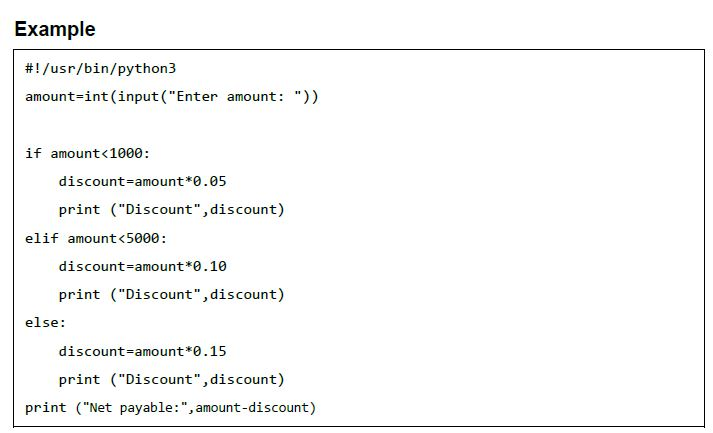 Example
#!/usr/bin/python3
amount=int(input("Enter amount: "))
if amount<1000:
    discount=amount*0.05
    print ("Discount",discount)
elif amount<5000:
    discount=amount*0.10
    print ("Discount",discount)
else:
    discount=amount*0.15
    print ("Discount",discount)
print ("Net payable:",amount-discount)